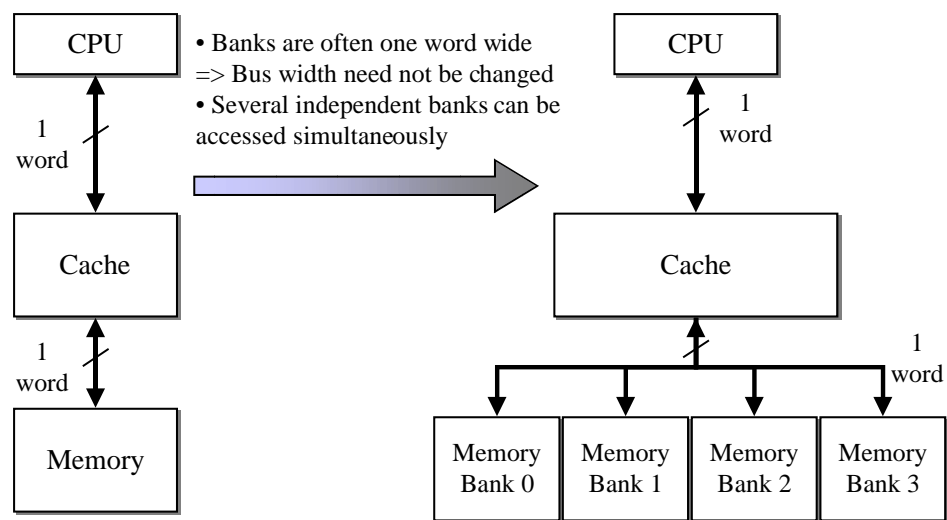 CPU
• Banks are often one word wide
=> Bus width need not be changed
• Several independent banks can be
accessed simultaneously
CPU
1
word
1
word
Cache
Cache
1
word
1
word
Memory
Memory
Bank 0
Memory
Bank 1
Memory
Bank 2
Memory
Bank 3